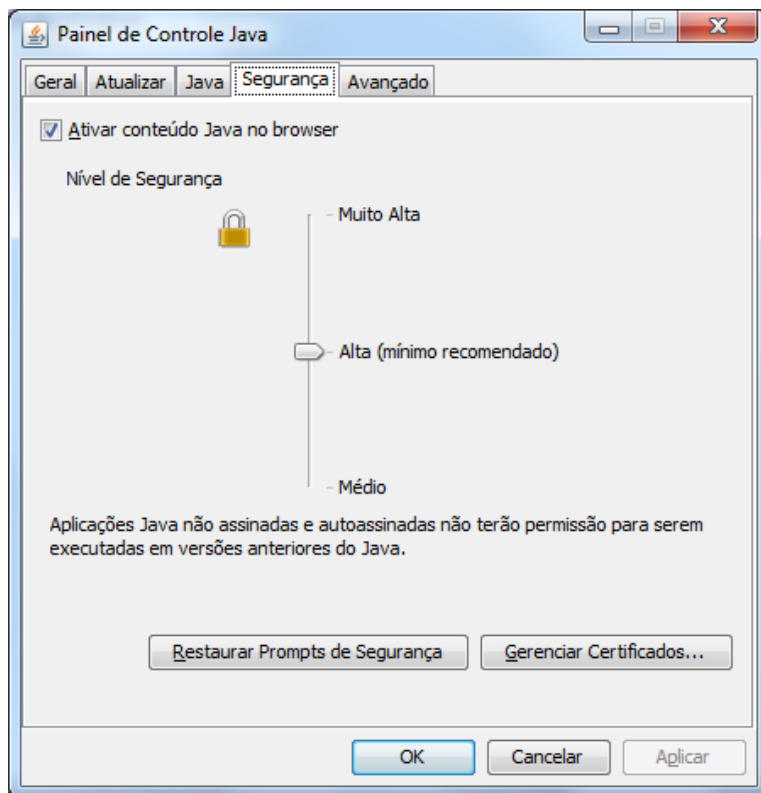 Painel de Controle Java
Geral Atualizar Java Segurança Avançado
Ativar conteúdo Java no browser
Nível de Segurança
Muito Alta
Alta (mínimo recomendado)
Médio
Aplicações Java não assinadas e autoassinadas não terão permissão para serem
executadas em versões anteriores do Java.
Restaurar Prompts de Segurança Gerenciar Certificados...
OK Cancelar Aplicar